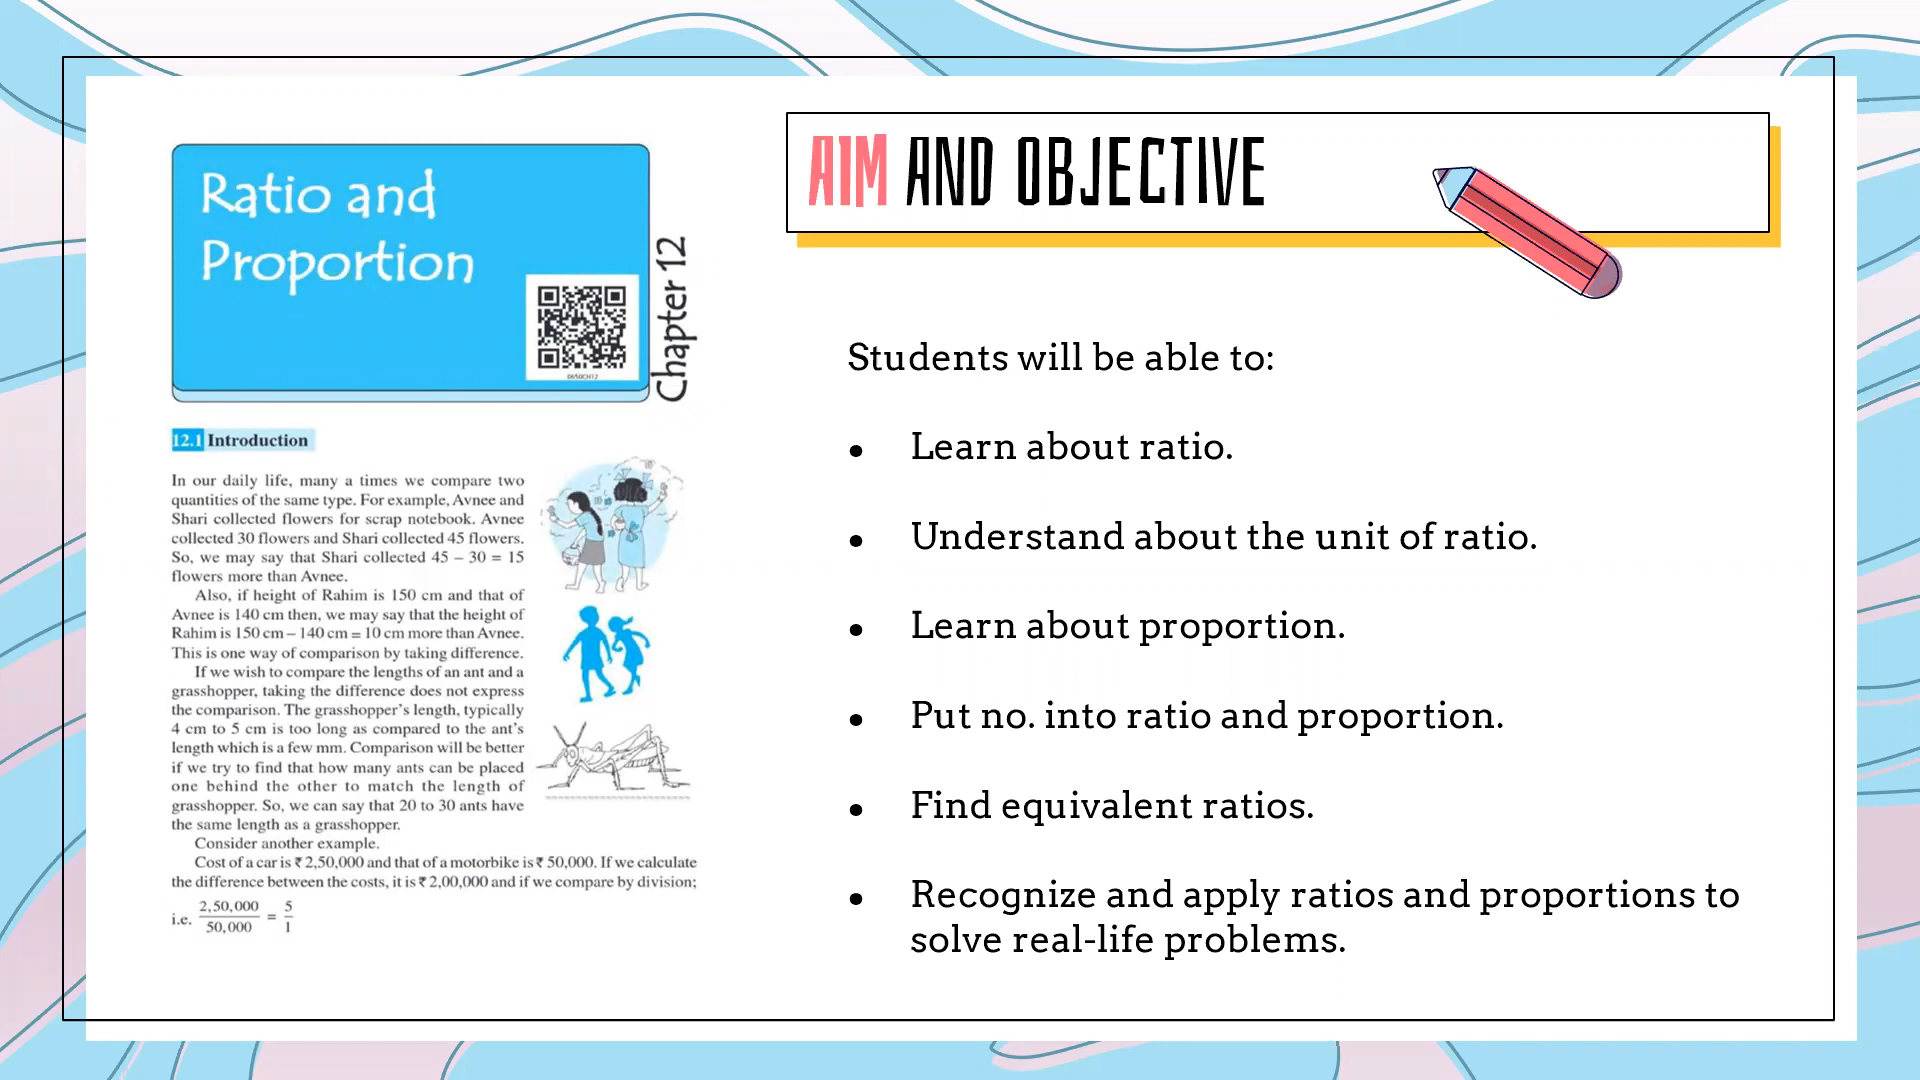 Ratio and
Proportion
Chapter 12
12.1 Introduction
In our daily life, many a times we compare two
quantities of the same type. For example, Avnee and
Shari collected flowers for scrap notebook. Avnee
collected 30 flowers and Shari collected 45 flowers.
So, we may say that Shari collected 45 – 30 = 15
flowers more than Avnee.
Also, if height of Rahim is 150 cm and that of
Avnee is 140 cm then, we may say that the height of
Rahim is 150 cm – 140 cm = 10 cm more than Avnee.
This is one way of comparison by taking difference.
If we wish to compare the lengths of an ant and a
grasshopper, taking the difference does not express
the comparison. The grasshopper's length, typically
4 cm to 5 cm is too long as compared to the ant's
length which is a few mm. Comparison will be better
if we try to find that how many ants can be placed
one behind the other to match the length of
grasshopper. So, we can say that 20 to 30 ants have
the same length as a grasshopper.
Consider another example.
Cost of a car is ₹ 2,50,000 and that of a motorbike is ₹ 50,000. If we calculate
the difference between the costs, it is ₹ 2,00,000 and if we compare by division;
i.e. 2,50,000/50,000 = 5/1
AIM AND OBJECTIVE
Students will be able to:
● Learn about ratio.
● Understand about the unit of ratio.
● Learn about proportion.
● Put no. into ratio and proportion.
● Find equivalent ratios.
● Recognize and apply ratios and proportions to
solve real-life problems.